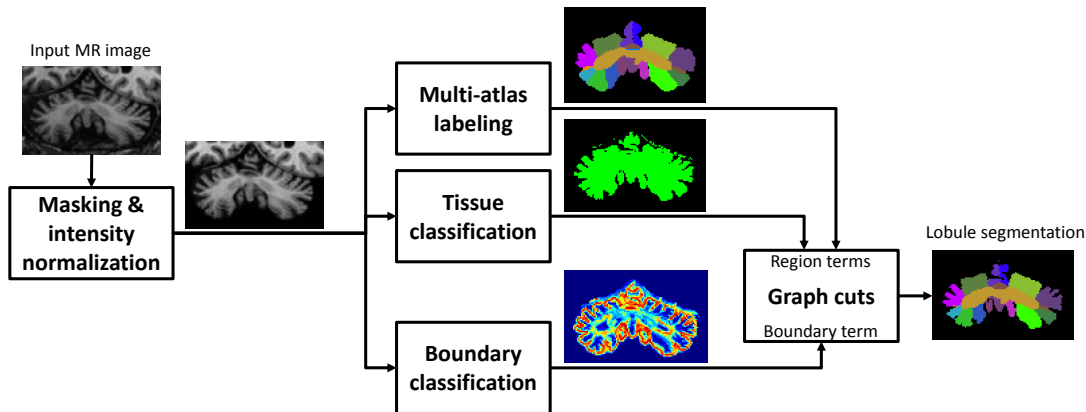 Input MR image
Masking &
intensity
normalization
Multi-atlas
labeling
Tissue
classification
Boundary
classification
Region terms
Graph cuts
Boundary term
Lobule segmentation